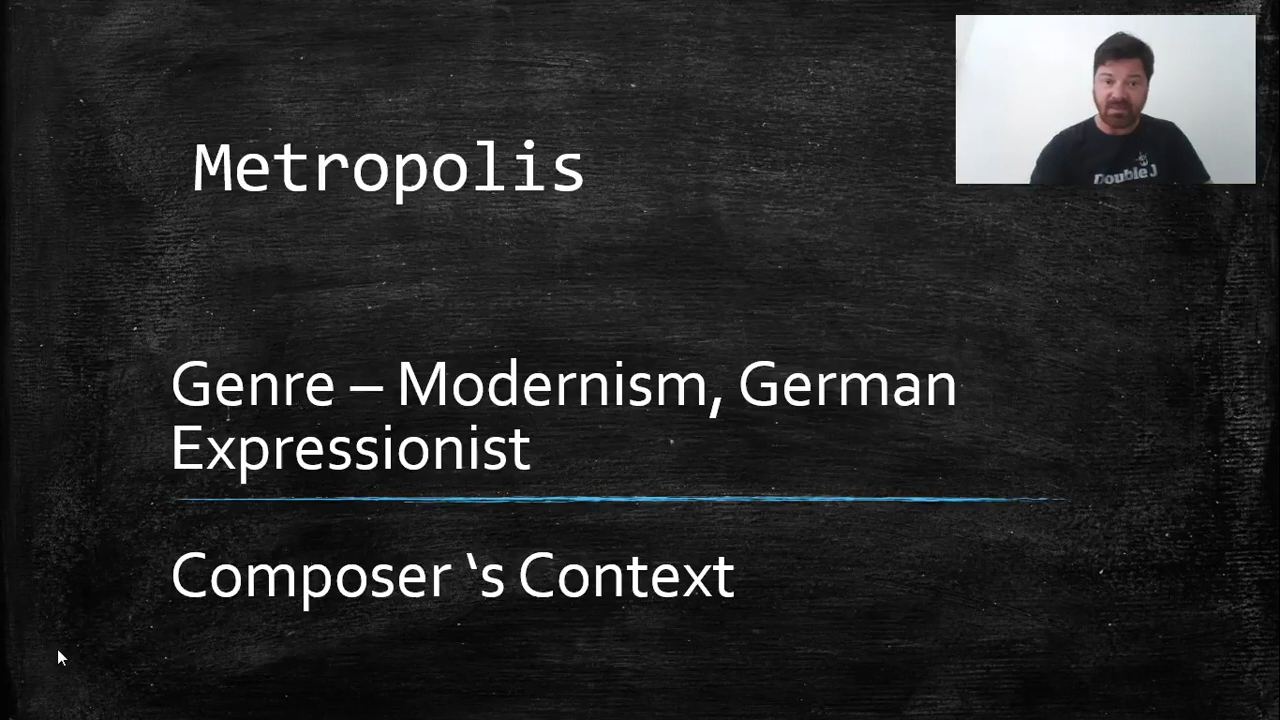 Double J
Metropolis
Genre – Modernism, German
Expressionist
Composer ‘s Context